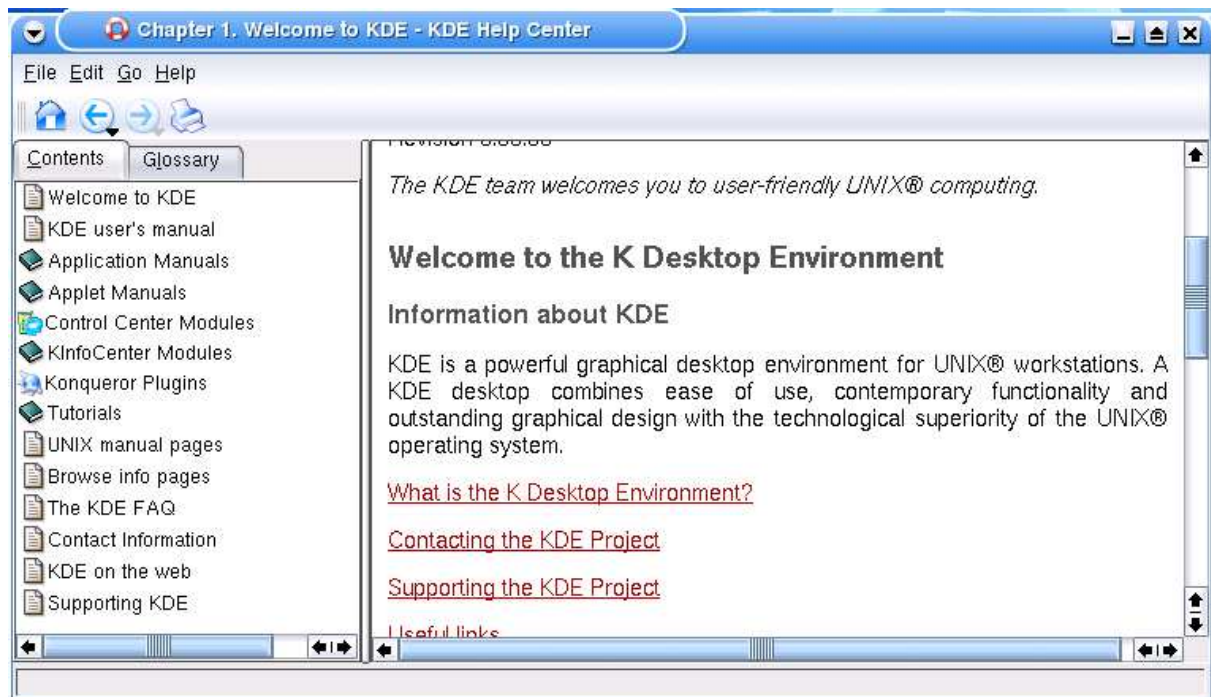 Chapter 1. Welcome to KDE - KDE Help Center
File Edit Go Help
Contents Glossary
Welcome to KDE
KDE user's manual
Application Manuals
Applet Manuals
Control Center Modules
KInfoCenter Modules
Konqueror Plugins
Tutorials
UNIX manual pages
Browse info pages
The KDE FAQ
Contact Information
KDE on the web
Supporting KDE
The KDE team welcomes you to user-friendly UNIX® computing.
Welcome to the K Desktop Environment
Information about KDE
KDE is a powerful graphical desktop environment for UNIX® workstations. A
KDE desktop combines ease of use, contemporary functionality and
outstanding graphical design with the technological superiority of the UNIX®
operating system.
What is the K Desktop Environment?
Contacting the KDE Project
Supporting the KDE Project
Useful links